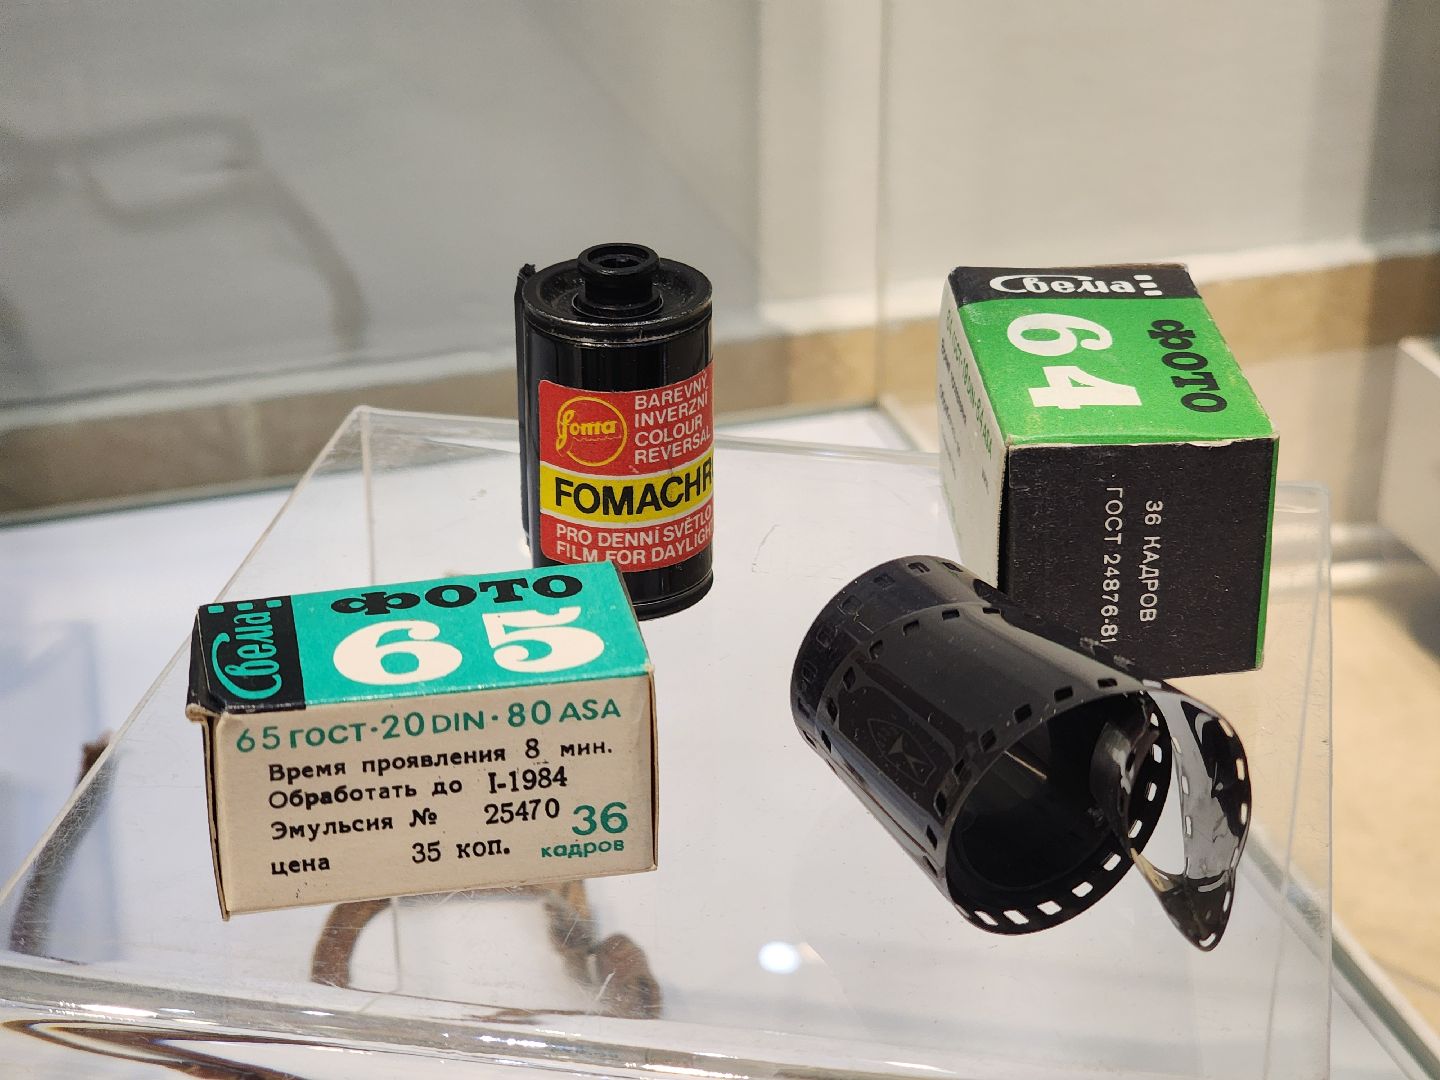 foma
BAREVNÝ
INVERZNÍ
COLOUR
REVERSAL
FOMACHR
PRO DENNÍ SVĚTLO
FILM FOR DAYLIGH
Свема
ФОТО
65
65 ГОСТ·20 DIN·80 ASA
Время проявления 8 мин.
Обработать до I-1984
Эмульсия № 25470
цена 35 коп.
36
кадров
Свема
ФОТО
64
36 КАДРОВ
ГОСТ 24876-81